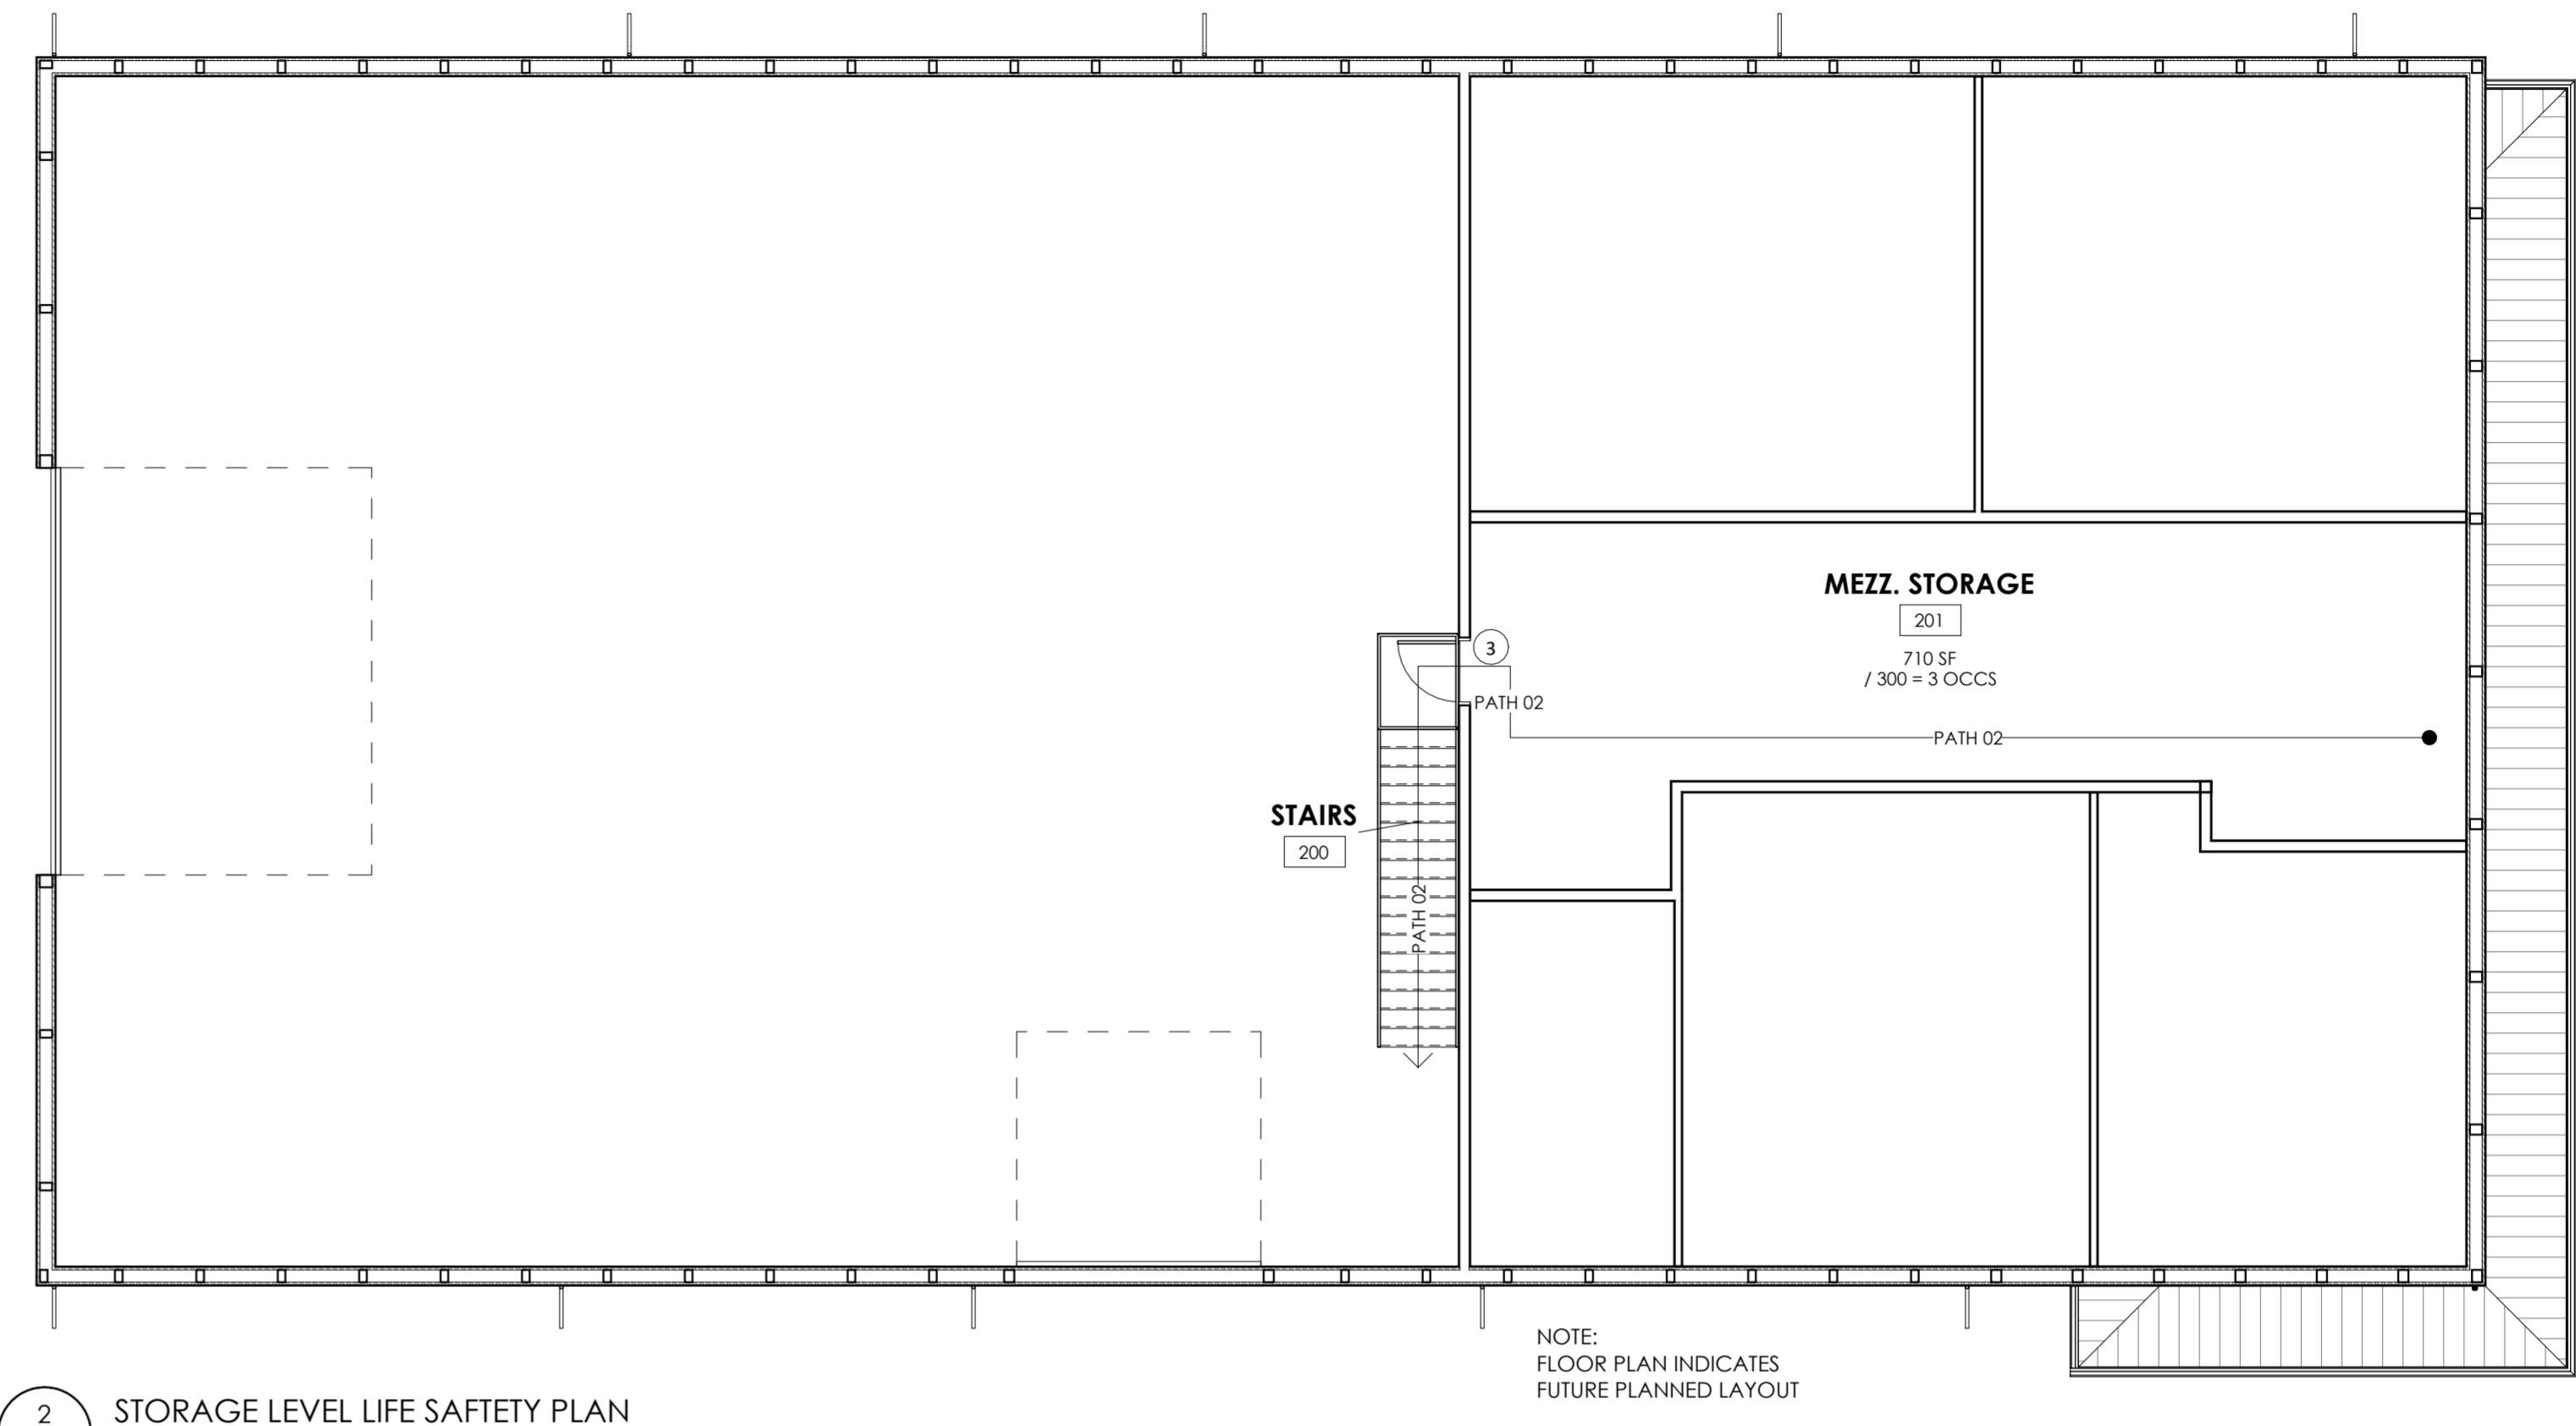 MEZZ. STORAGE
201
710 SF
/ 300 = 3 OCCS
3
PATH 02
PATH 02
STAIRS
200
PATH 02
NOTE:
FLOOR PLAN INDICATES
FUTURE PLANNED LAYOUT
2
STORAGE LEVEL LIFE SAFTETY PLAN